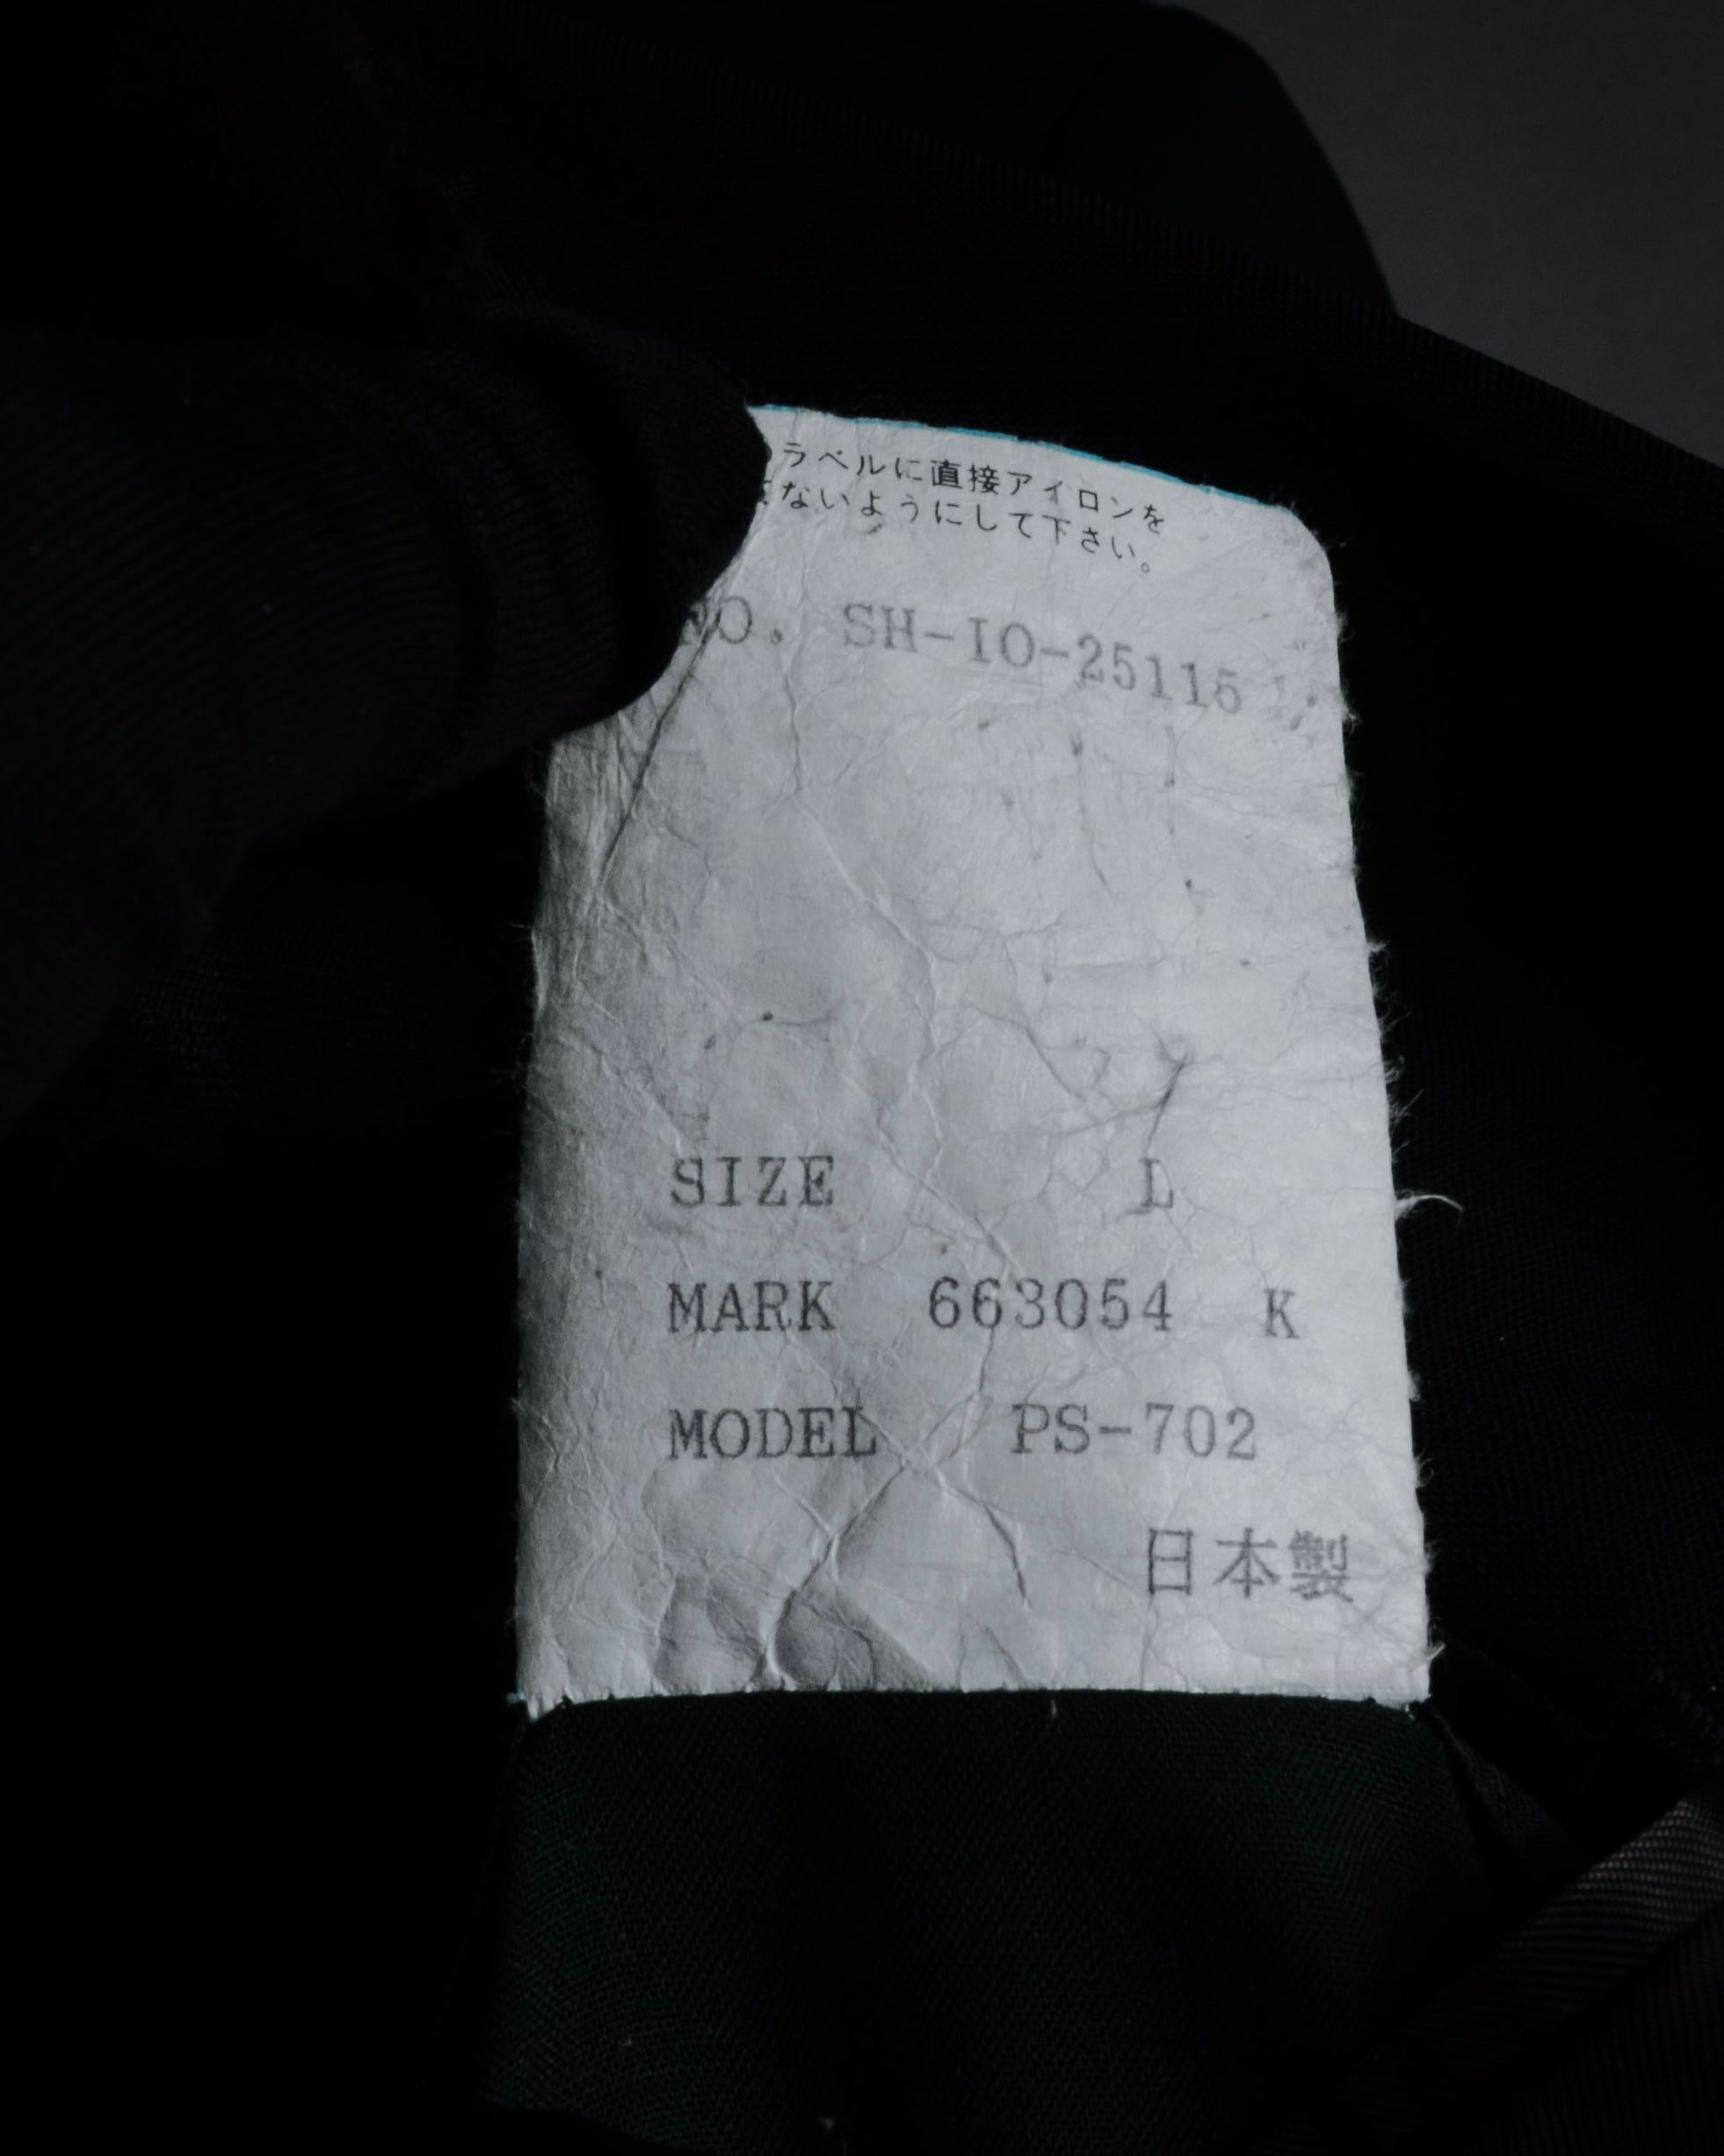 ラベルに直接アイロンを
ないようにして下さい。
NO. SH-IO-25115
SIZE L
MARK 663054 K
MODEL PS-702
日本製